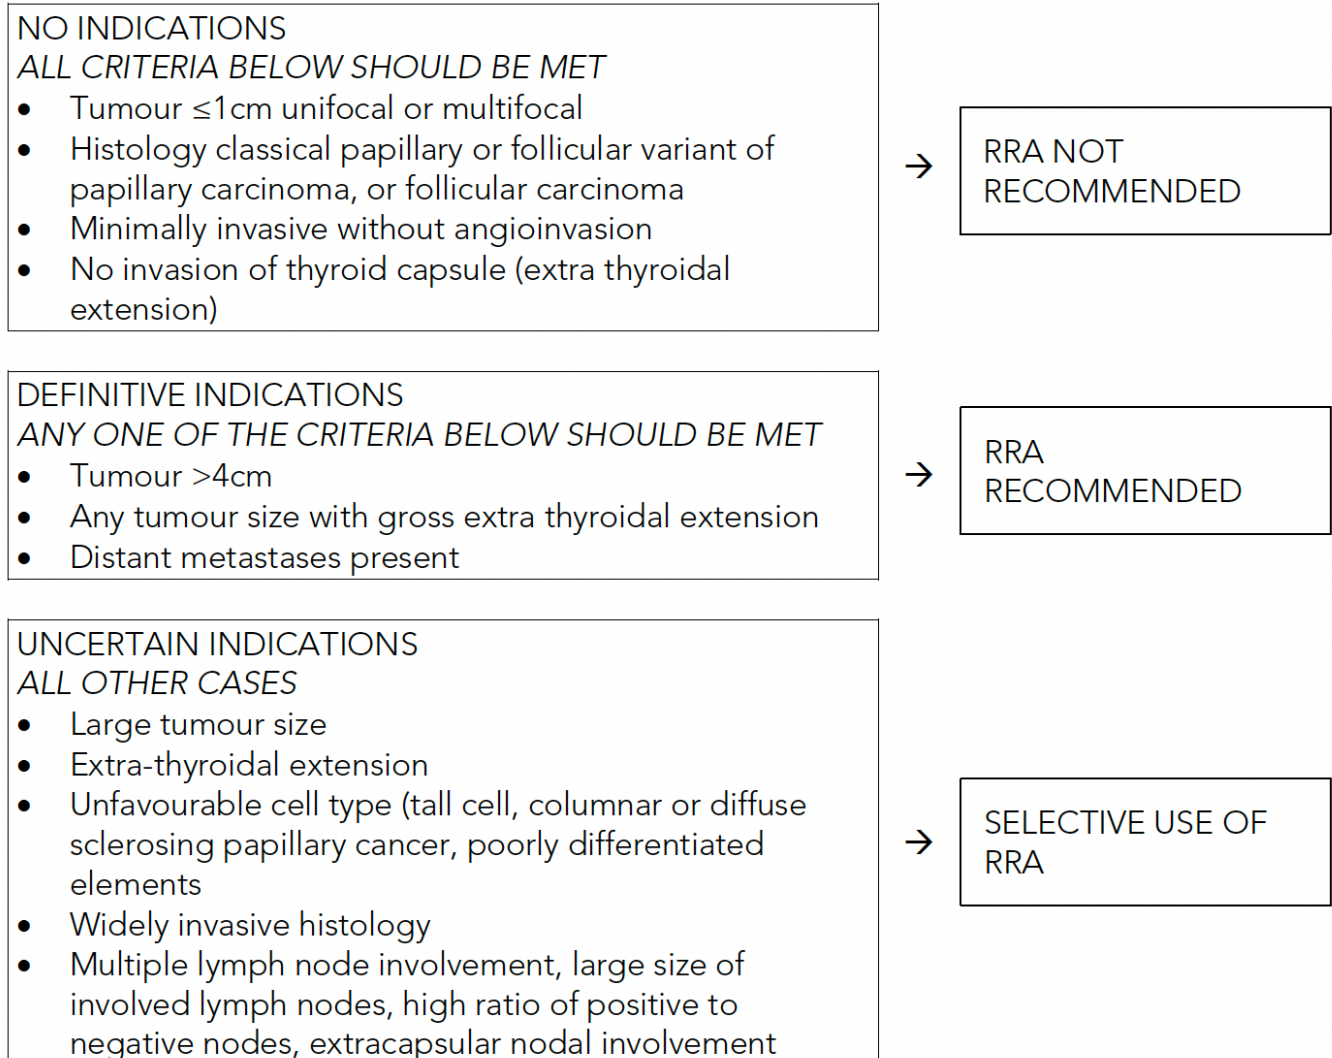 NO INDICATIONS
ALL CRITERIA BELOW SHOULD BE MET
• Tumour ≤1cm unifocal or multifocal
• Histology classical papillary or follicular variant of
papillary carcinoma, or follicular carcinoma
• Minimally invasive without angioinvasion
• No invasion of thyroid capsule (extra thyroidal
extension)
→
RRA NOT
RECOMMENDED
DEFINITIVE INDICATIONS
ANY ONE OF THE CRITERIA BELOW SHOULD BE MET
• Tumour >4cm
• Any tumour size with gross extra thyroidal extension
• Distant metastases present
→
RRA
RECOMMENDED
UNCERTAIN INDICATIONS
ALL OTHER CASES
• Large tumour size
• Extra-thyroidal extension
• Unfavourable cell type (tall cell, columnar or diffuse
sclerosing papillary cancer, poorly differentiated
elements
• Widely invasive histology
• Multiple lymph node involvement, large size of
involved lymph nodes, high ratio of positive to
negative nodes, extracapsular nodal involvement
→
SELECTIVE USE OF
RRA